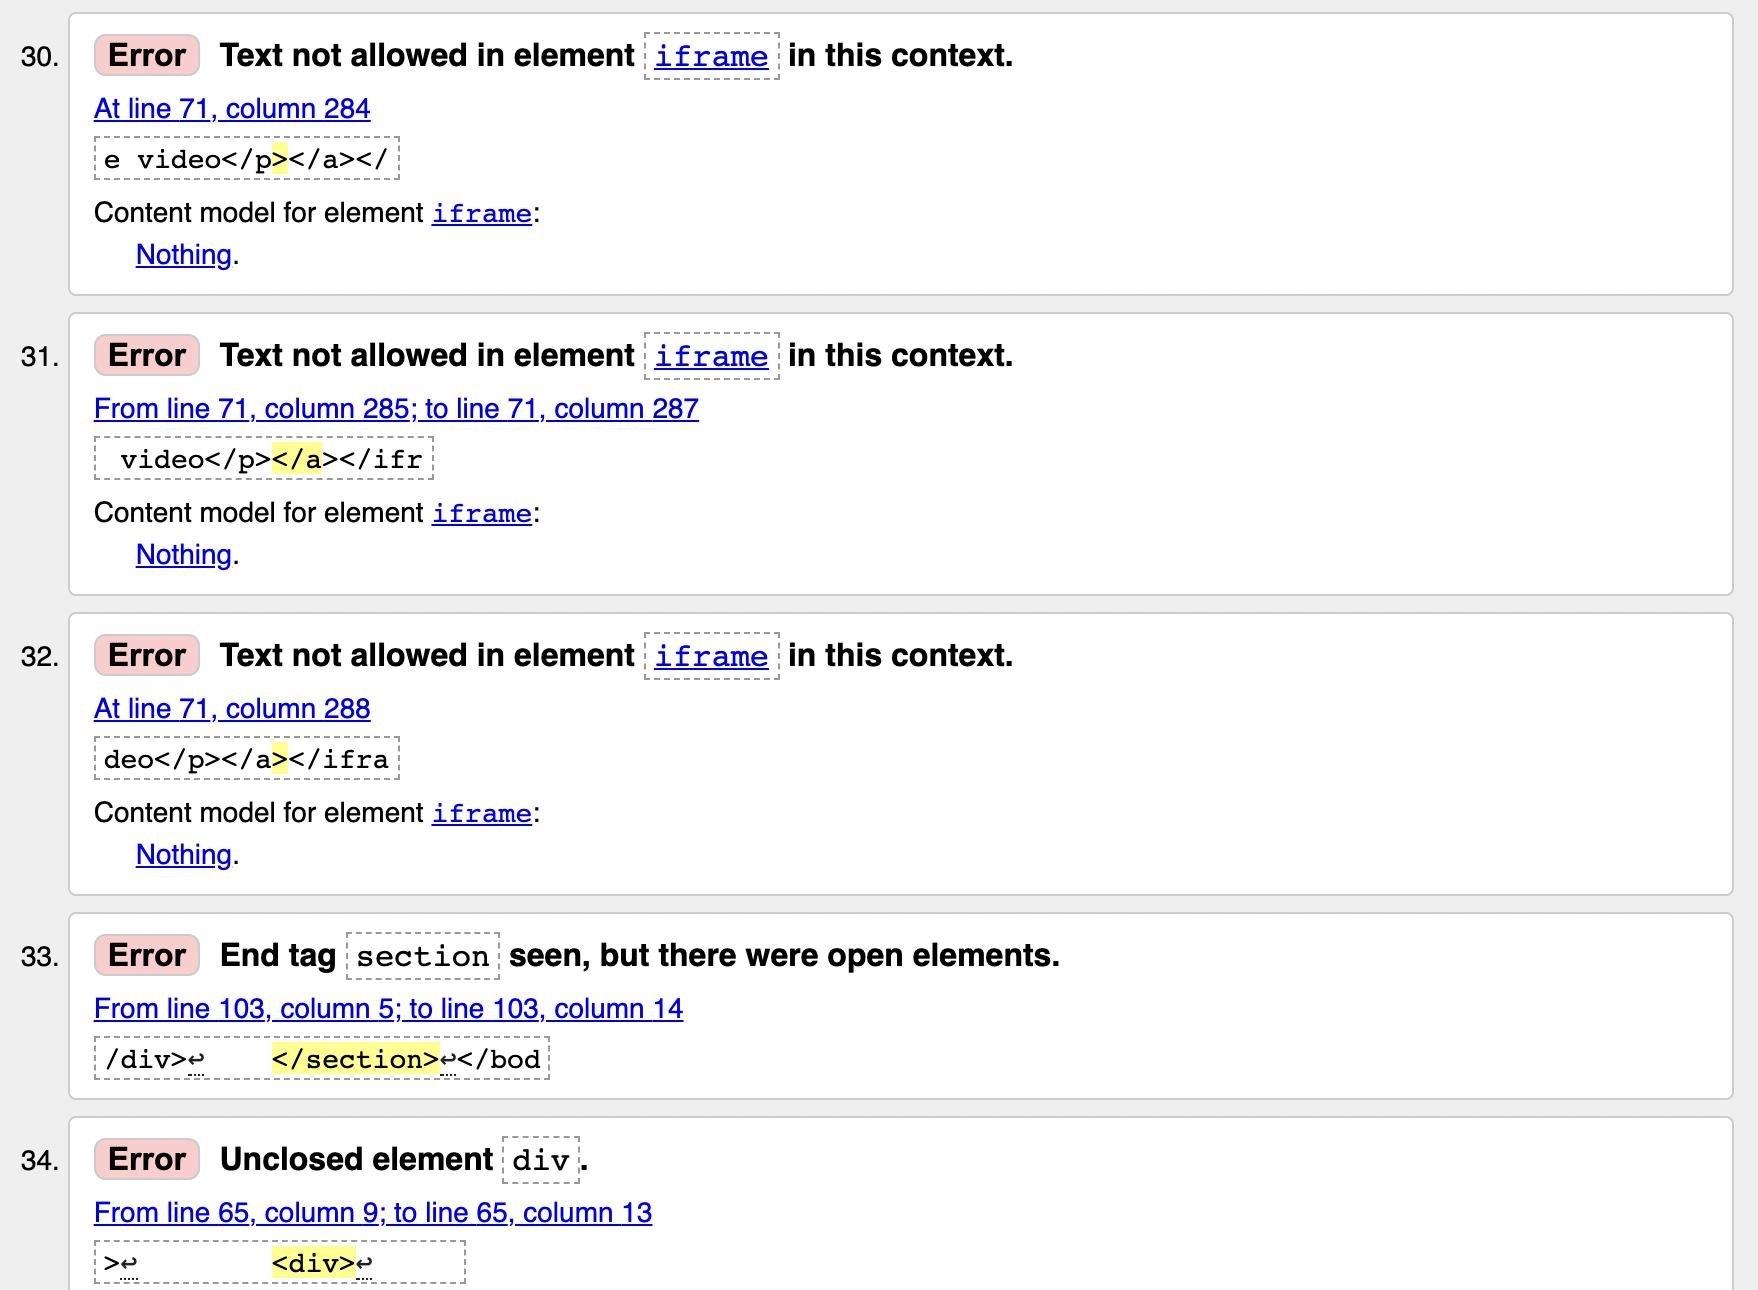 30. Error Text not allowed in element iframe in this context.
At line 71, column 284
e video</p></a></
Content model for element iframe:
Nothing.
31. Error Text not allowed in element iframe in this context.
From line 71, column 285; to line 71, column 287
video</p></a></ifr
Content model for element iframe:
Nothing.
32. Error Text not allowed in element iframe in this context.
At line 71, column 288
deo</p></a></ifra
Content model for element iframe:
Nothing.
33. Error End tag section seen, but there were open elements.
From line 103, column 5; to line 103, column 14
/div>↩    </section>↩</bod
34. Error Unclosed element div.
From line 65, column 9; to line 65, column 13
>↩        <div>↩